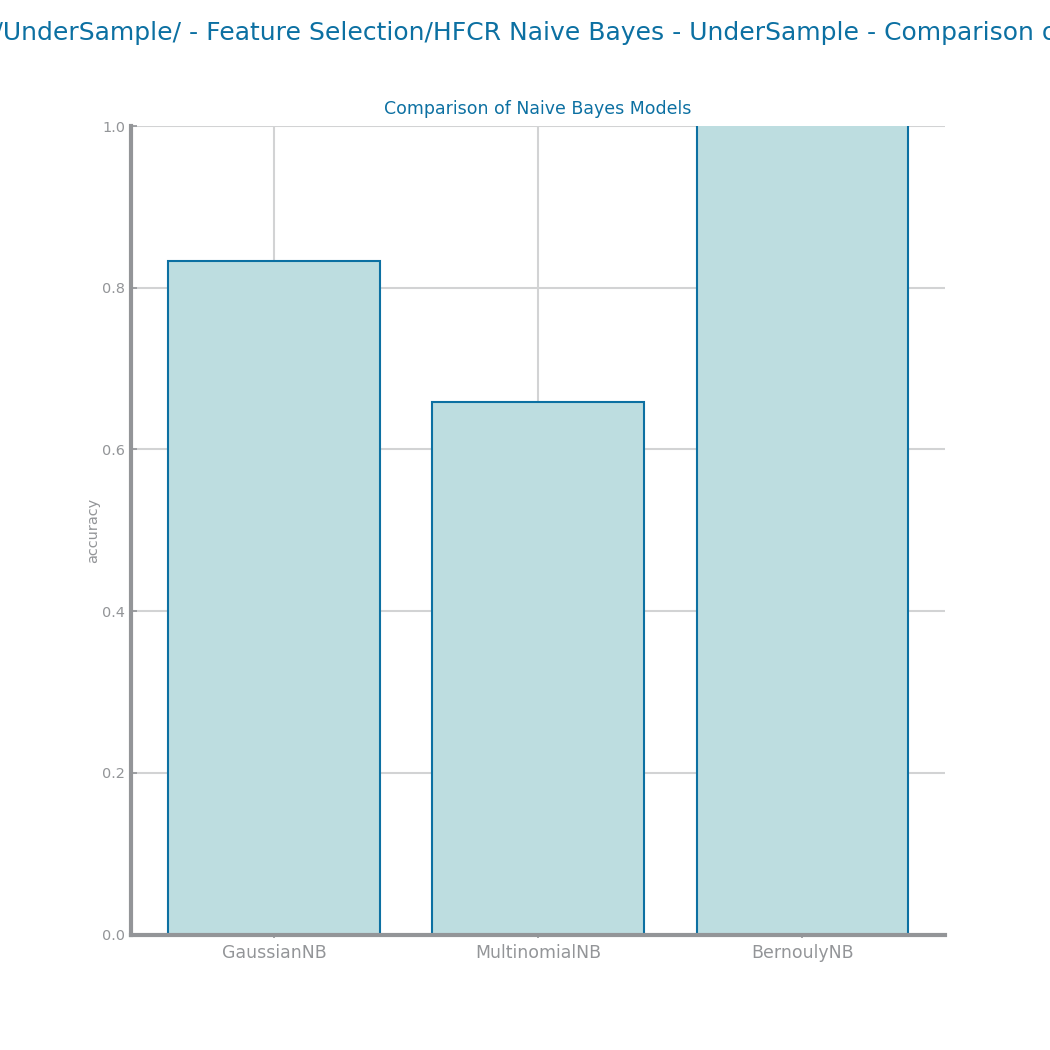 /UnderSample/ - Feature Selection/HFCR Naive Bayes - UnderSample - Comparison
Comparison of Naive Bayes Models
1.0
0.8
0.6
0.4
0.2
0.0
accuracy
GaussianNB MultinomialNB BernoulyNB